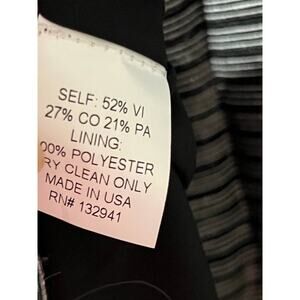 SELF: 52% VI
27% CO 21% PA
LINING:
00% POLYESTER
RY CLEAN ONLY
MADE IN USA
RN# 132941